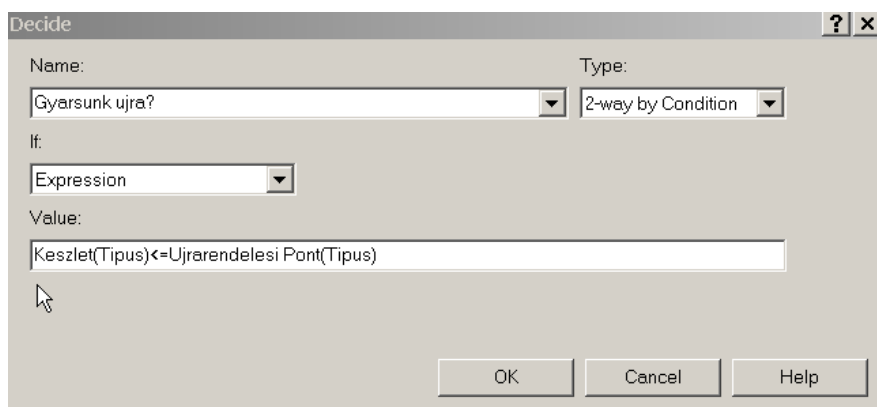 Decide
Name: Type:
Gyarsunk ujra? 2-way by Condition
If:
Expression
Value:
Keszlet(Tipus)<=Ujrarendelesi Pont(Tipus)
OK Cancel Help